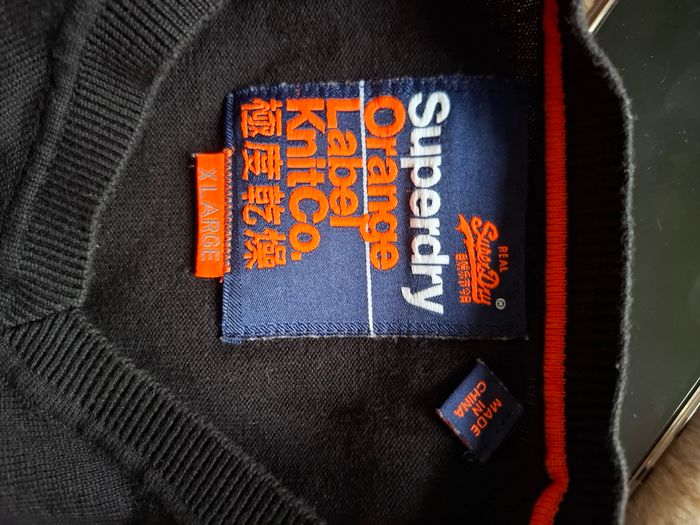 REAL
Superdry
®
Superdry
Orange
Label
Knit Co.
極度乾燥
X LARGE
MADE
IN
CHINA